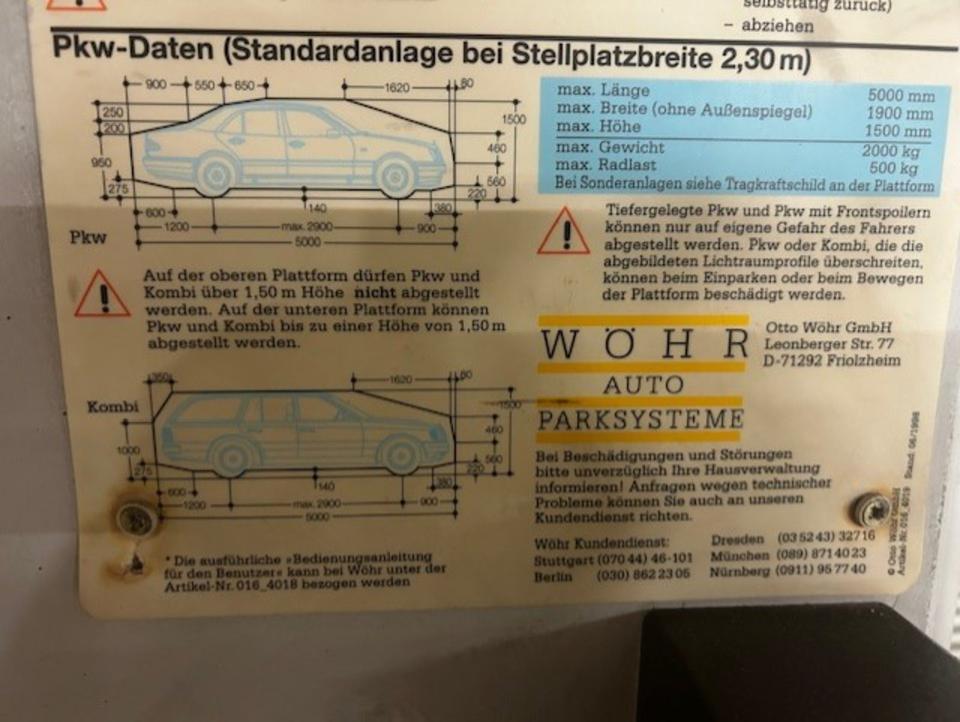 selbsttätig zurück)
– abziehen
Pkw-Daten (Standardanlage bei Stellplatzbreite 2,30 m)
900 550 650 1620 80
250
200
950
275
1500
460
560
220
600 140 380
1200 max. 2900 900
5000
Pkw
max. Länge 5000 mm
max. Breite (ohne Außenspiegel) 1900 mm
max. Höhe 1500 mm
max. Gewicht 2000 kg
max. Radlast 500 kg
Bei Sonderanlagen siehe Tragkraftschild an der Plattform
Tiefergelegte Pkw und Pkw mit Frontspoilern
können nur auf eigene Gefahr des Fahrers
abgestellt werden. Pkw oder Kombi, die die
abgebildeten Lichtraumprofile überschreiten,
können beim Einparken oder beim Bewegen
der Plattform beschädigt werden.
Auf der oberen Plattform dürfen Pkw und
Kombi über 1,50 m Höhe nicht abgestellt
werden. Auf der unteren Plattform können
Pkw und Kombi bis zu einer Höhe von 1,50 m
abgestellt werden.
WÖHR
AUTO
PARKSYSTEME
Otto Wöhr GmbH
Leonberger Str. 77
D-71292 Friolzheim
350 1620 80
Kombi
1000
275
1500
460
560
220
600 140 380
1200 max. 2900 900
5000
Bei Beschädigungen und Störungen
bitte unverzüglich Ihre Hausverwaltung
informieren! Anfragen wegen technischer
Probleme können Sie auch an unseren
Kundendienst richten.
Wöhr Kundendienst:
Stuttgart (070 44) 46-101
Berlin (030) 862 23 05
Dresden (03 52 43) 327 16
München (089) 871 40 23
Nürnberg (0911) 95 77 40
* Die ausführliche »Bedienungsanleitung
für den Benutzer« kann bei Wöhr unter der
Artikel-Nr. 016_4018 bezogen werden
© Otto Wöhr GmbH
Artikel-Nr. 016_4019 Stand: 06/1998